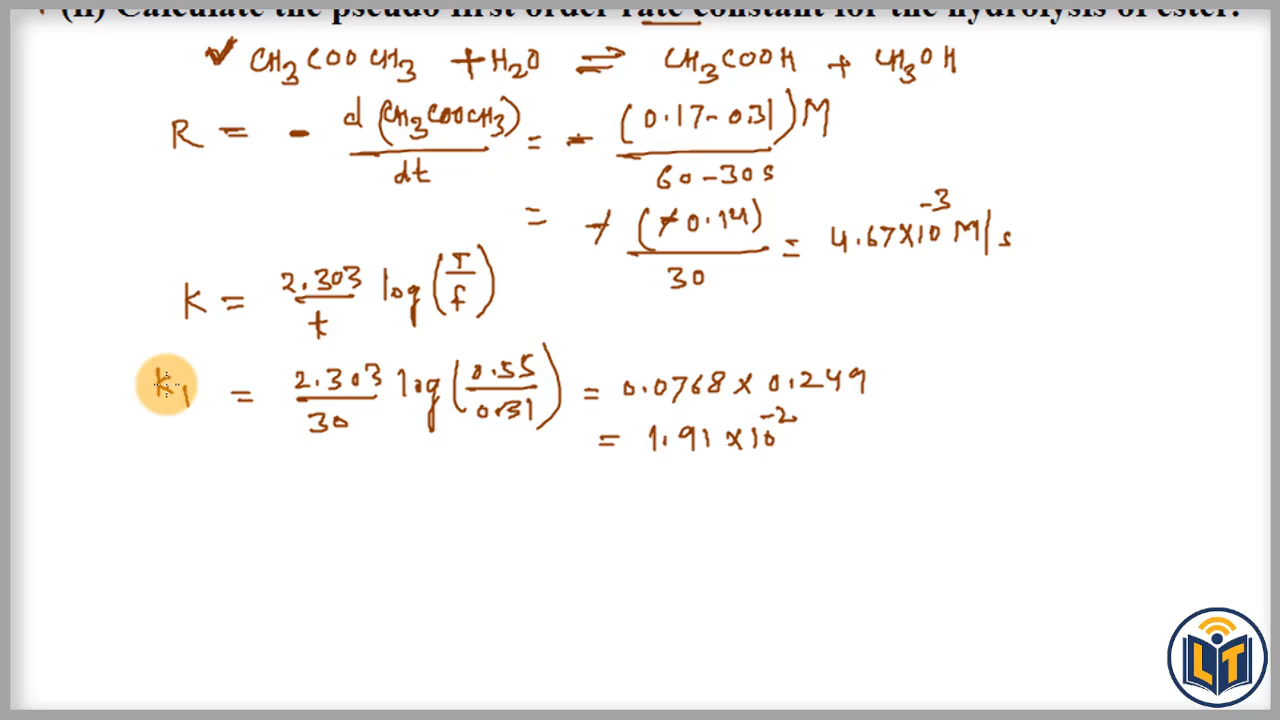 (ii) Calculate the pseudo first order rate constant for the hydrolysis of ester.
✓ CH3COOCH3 + H2O ⇌ CH3COOH + CH3OH
R = - d(CH3COOCH3)/dt = - (0.17-0.31)M/60-30s
= -(-0.14)/30 = 4.67×10^-3 M/s
K = 2.303/t log(I/f)
K1 = 2.303/30 log(0.55/0.31) = 0.0768 × 0.249
= 1.91×10^-2
LT